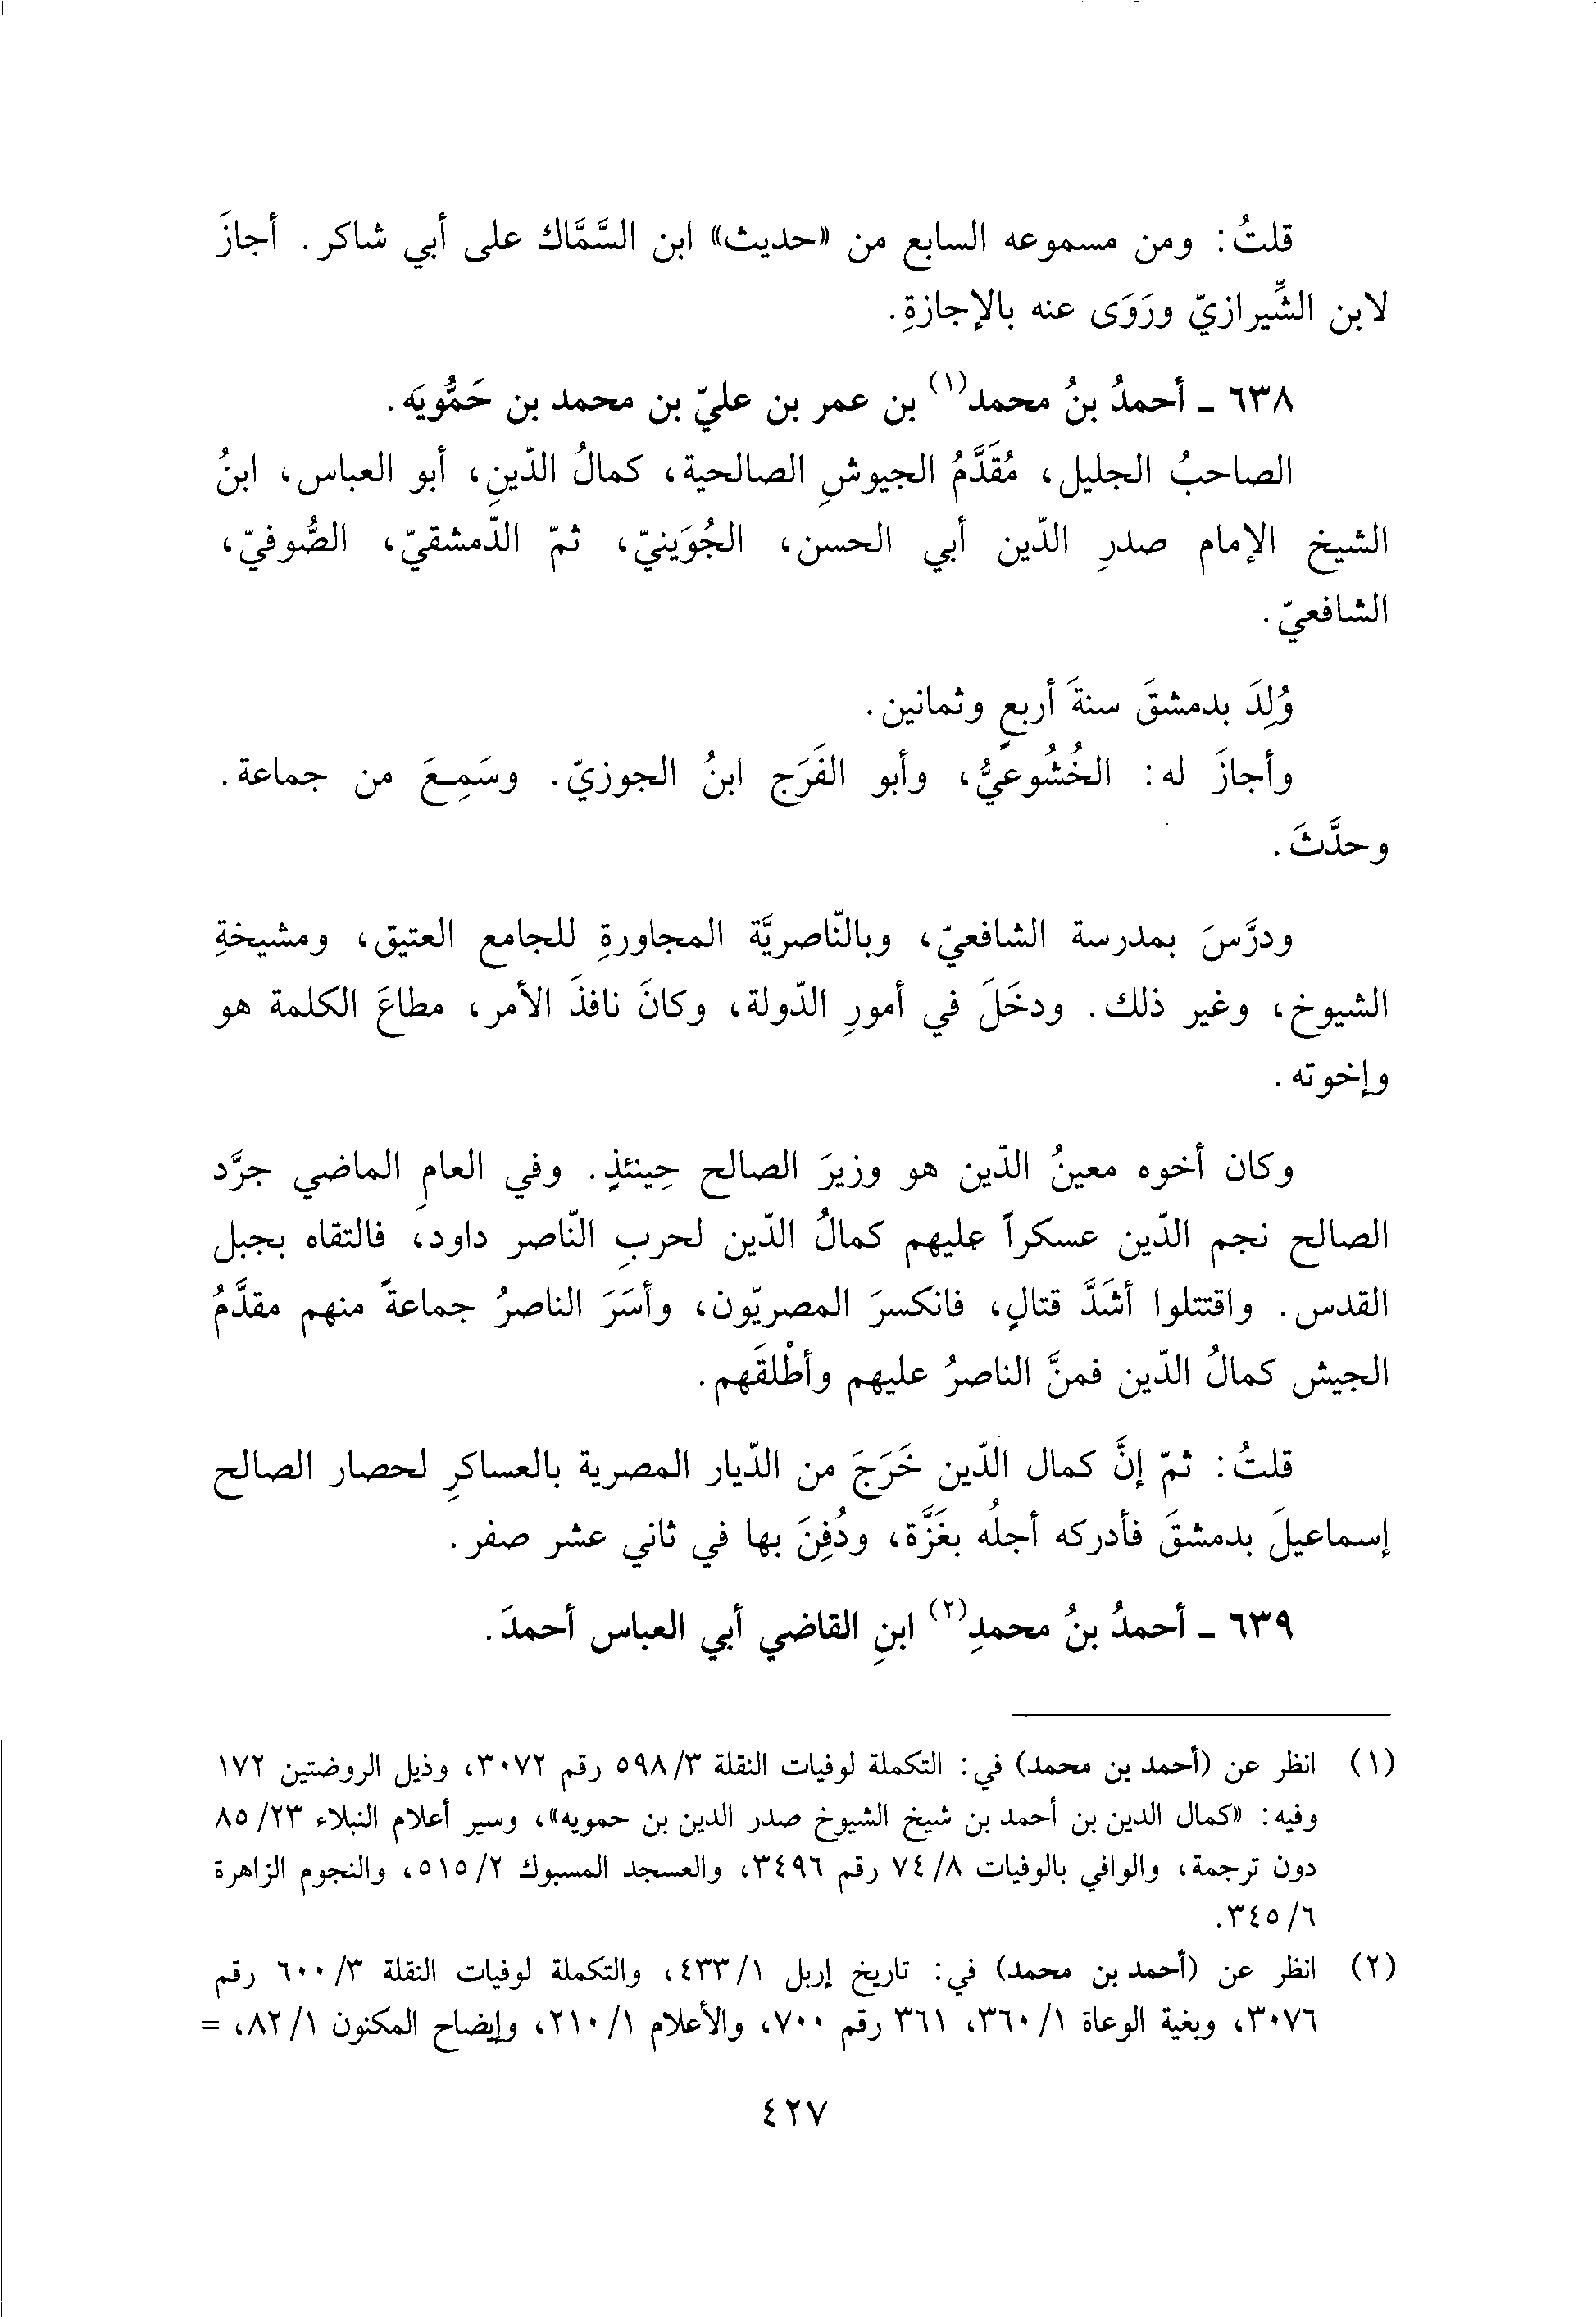 قلتُ: ومن مسموعه السابع من «حديث» ابن السَّمَّاك على أبي شاكر. أجازَ
لابن الشِّيرازيّ ورَوَى عنه بالإجازةِ.
٦٣٨ ـ أحمدُ بنُ محمد(١) بن عمر بن عليّ بن محمد بن حَمُّويَه.
الصاحبُ الجليل، مُقَدَّمُ الجيوشِ الصالحية، كمالُ الدّينِ، أبو العباس، ابنُ
الشيخ الإمام صدرِ الدّين أبي الحسن، الجُوَينيّ، ثمّ الدّمشقيّ، الصُّوفيّ،
الشافعيّ.
وُلِدَ بدمشقَ سنةَ أربعٍ وثمانين.
وأجازَ له: الخُشُوعيُّ، وأبو الفَرَج ابنُ الجوزيّ. وسَمِعَ من جماعة.
وحدَّثَ.
ودرَّسَ بمدرسة الشافعيّ، وبالنّاصريَّة المجاورةِ للجامع العتيق، ومشيخةِ
الشيوخ، وغير ذلك. ودخَلَ في أمورِ الدّولة، وكانَ نافذَ الأمر، مطاعَ الكلمة هو
وإخوته.
وكان أخوه معينُ الدّين هو وزيرَ الصالح حِينئذٍ. وفي العامِ الماضي جرَّد
الصالح نجم الدّين عسكراً عليهم كمالُ الدّين لحربِ النّاصر داود، فالتقاه بجبل
القدس. واقتتلوا أشَدَّ قتالٍ، فانكسرَ المصريّون، وأسَرَ الناصرُ جماعةً منهم مقدَّمُ
الجيش كمالُ الدّين فمنَّ الناصرُ عليهم وأطْلقَهم.
قلتُ: ثمّ إنَّ كمال الدّين خَرَجَ من الدّيار المصرية بالعساكرِ لحصار الصالح
إسماعيلَ بدمشقَ فأدركه أجلُه بغَزَّة، ودُفِنَ بها في ثاني عشر صفر.
٦٣٩ ـ أحمدُ بنُ محمدِ(٢) ابنِ القاضي أبي العباس أحمدَ.
(١) انظر عن (أحمد بن محمد) في: التكملة لوفيات النقلة ٣/ ٥٩٨ رقم ٣٠٧٢، وذيل الروضتين ١٧٢
وفيه: «كمال الدين بن أحمد بن شيخ الشيوخ صدر الدين بن حمويه»، وسير أعلام النبلاء ٢٣/ ٨٥
دون ترجمة، والوافي بالوفيات ٨/ ٧٤ رقم ٣٤٩٦، والعسجد المسبوك ٢/ ٥١٥، والنجوم الزاهرة
٦/ ٣٤٥.
(٢) انظر عن (أحمد بن محمد) في: تاريخ إربل ١/ ٤٣٣، والتكملة لوفيات النقلة ٣/ ٦٠٠ رقم
٣٠٧٦، وبغية الوعاة ١/ ٣٦٠، ٣٦١ رقم ٧٠٠، والأعلام ١/ ٢١٠، وإيضاح المكنون ١/ ٨٢، =
٤٢٧